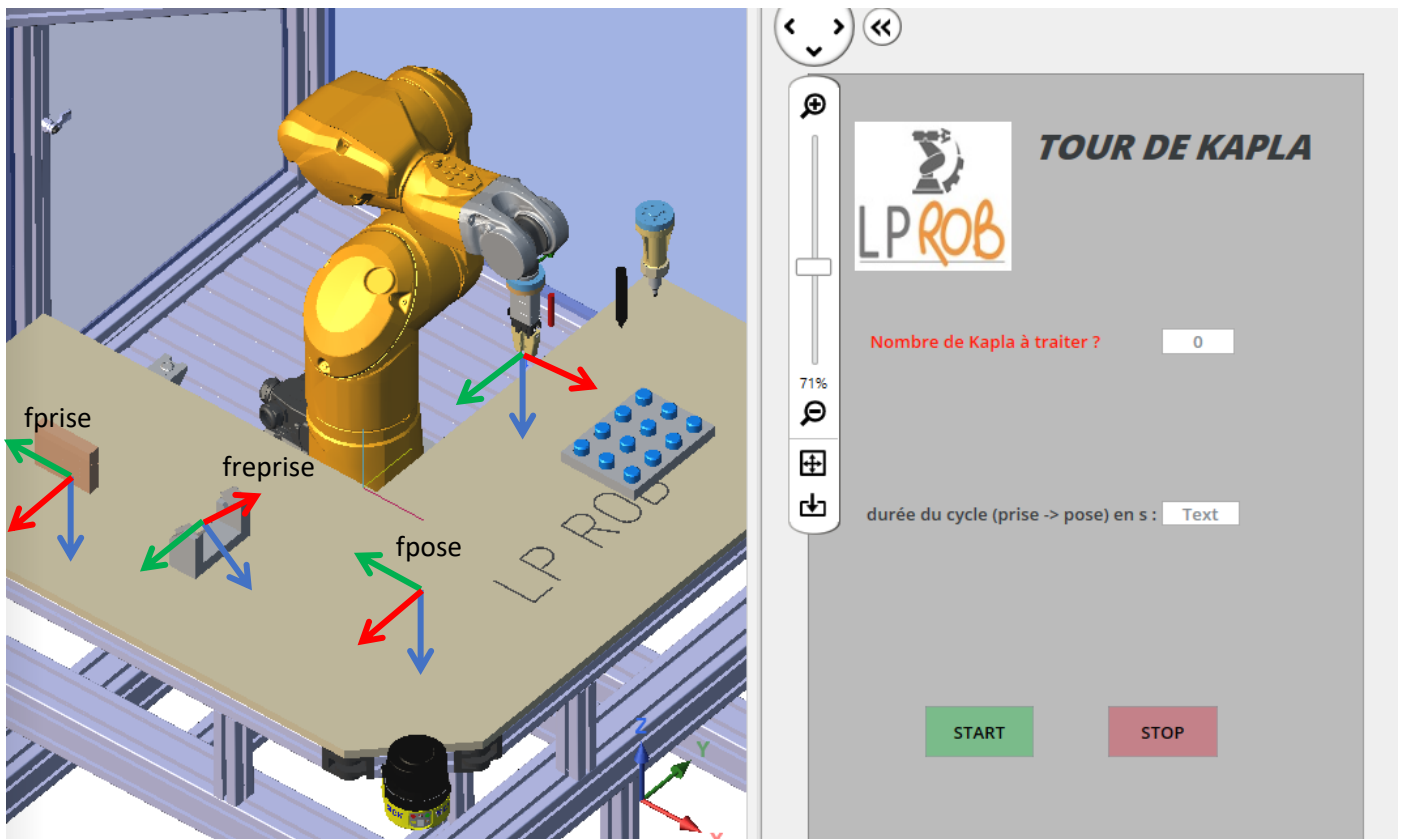 fprise
freprise
fpose
LP ROB
Z
Y
X
LP ROB
TOUR DE KAPLA
Nombre de Kapla à traiter ?
0
71%
durée du cycle (prise -> pose) en s :
Text
START
STOP